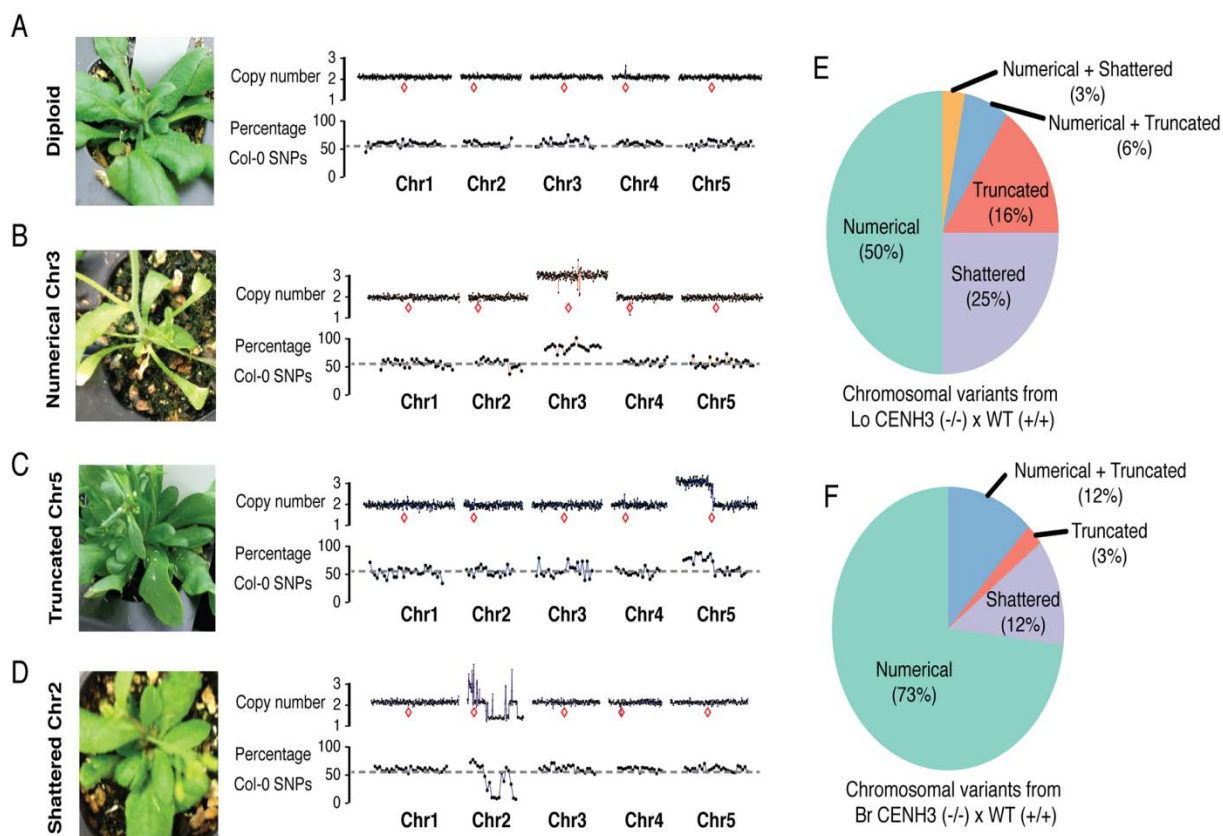 A
Diploid
Copy number
3
2
1
Percentage
Col-0 SNPs
100
50
0
Chr1 Chr2 Chr3 Chr4 Chr5
B
Numerical Chr3
Copy number
3
2
1
Percentage
Col-0 SNPs
100
50
0
Chr1 Chr2 Chr3 Chr4 Chr5
C
Truncated Chr5
Copy number
3
2
1
Percentage
Col-0 SNPs
100
50
0
Chr1 Chr2 Chr3 Chr4 Chr5
D
Shattered Chr2
Copy number
3
2
1
Percentage
Col-0 SNPs
100
50
0
Chr1 Chr2 Chr3 Chr4 Chr5
E
Numerical + Shattered
(3%)
Numerical + Truncated
(6%)
Truncated
(16%)
Numerical
(50%)
Shattered
(25%)
Chromosomal variants from
Lo CENH3 (-/-) x WT (+/+)
F
Numerical + Truncated
(12%)
Truncated
(3%)
Shattered
(12%)
Numerical
(73%)
Chromosomal variants from
Br CENH3 (-/-) x WT (+/+)